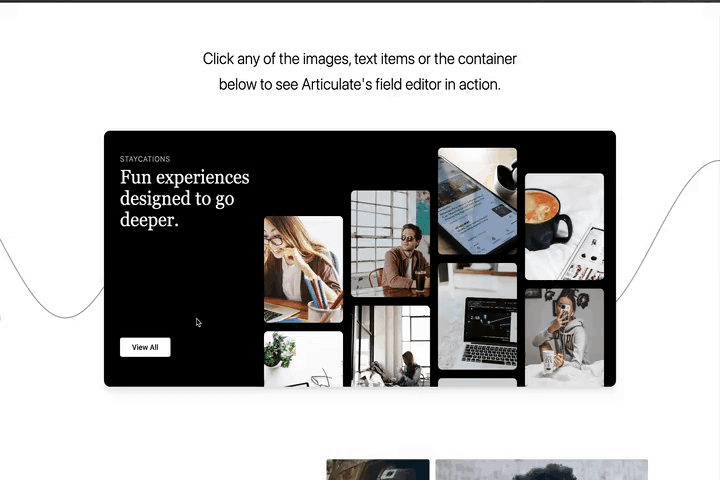 Click any of the images, text items or the container
below to see Articulate's field editor in action.
STAYCATIONS
Fun experiences
designed to go
deeper.
View All